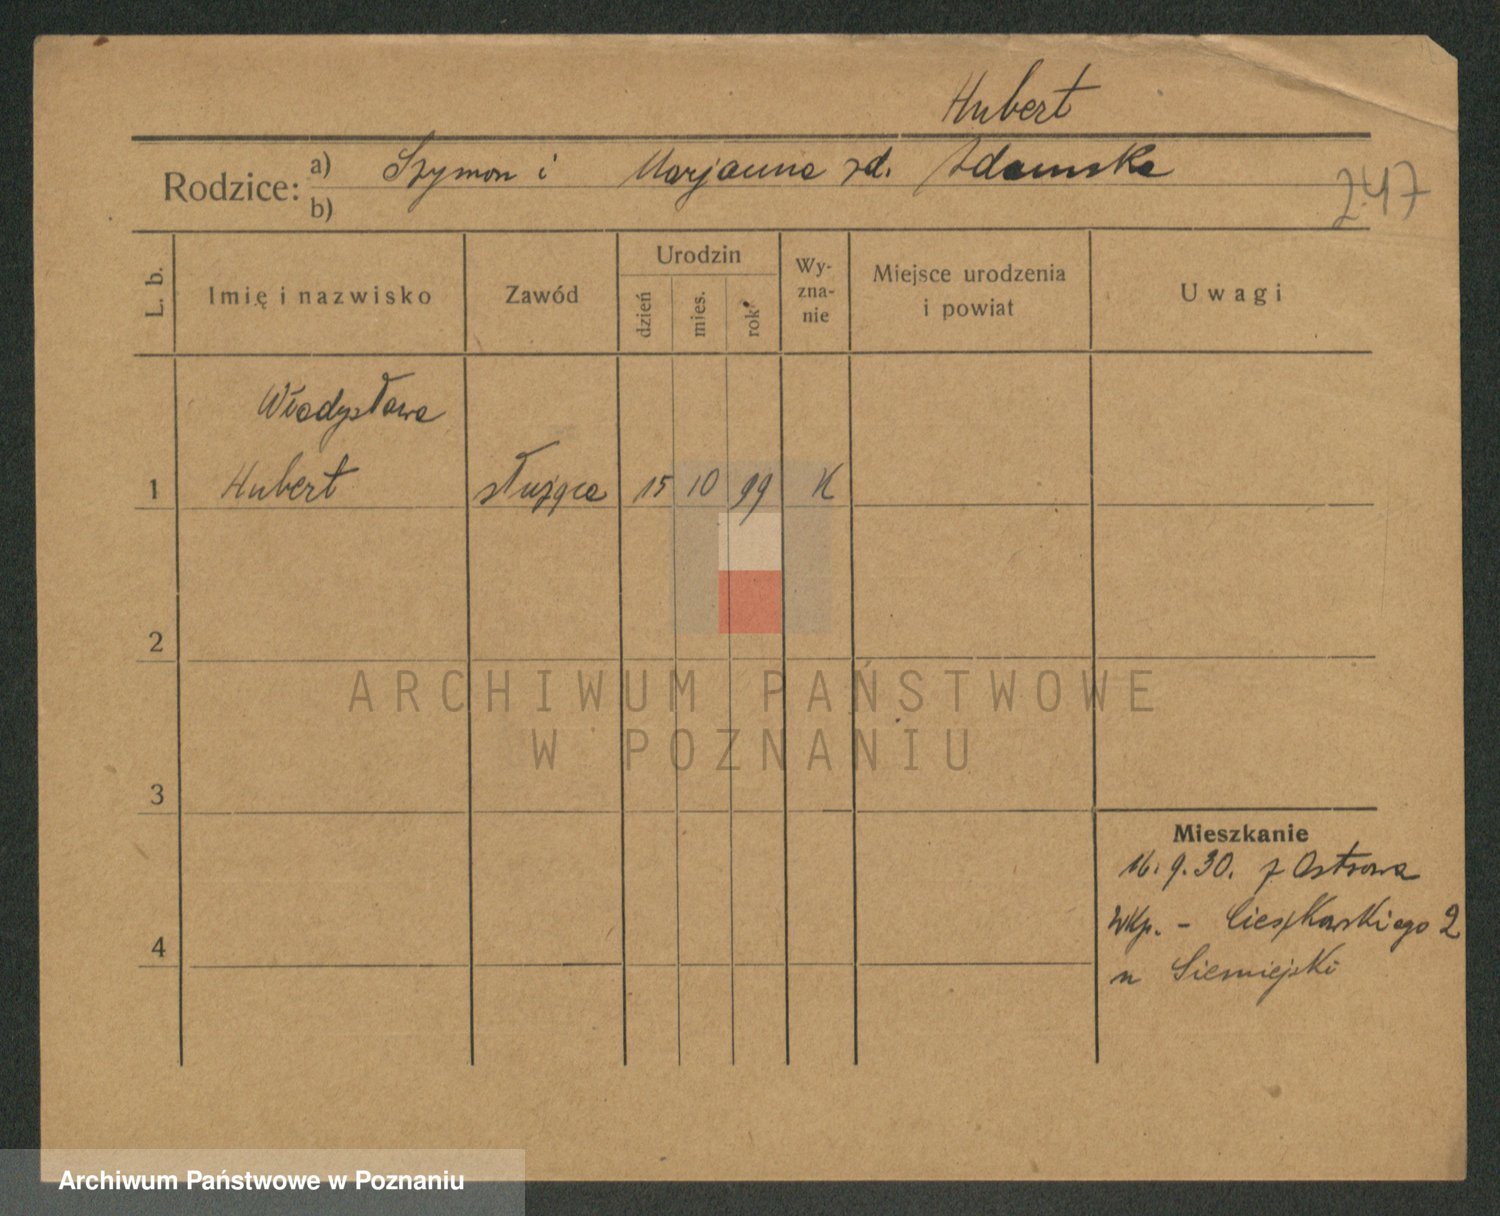 Hubert
Rodzice: a) Szymon i Marjanna zd. Adamska
b)
247
L. b.
Imię i nazwisko
Zawód
Urodzin
dzień
mies.
rok
Wy-
zna-
nie
Miejsce urodzenia
i powiat
Uwagi
Władysława
1 Hubert służąca 15 10 99 K
2
3
4
Mieszkanie
16.9.30. z Ostrowa
Wkp. - Cieszkowskiego 2
u Siemiejski
ARCHIWUM PAŃSTWOWE
W POZNANIU
Archiwum Państwowe w Poznaniu